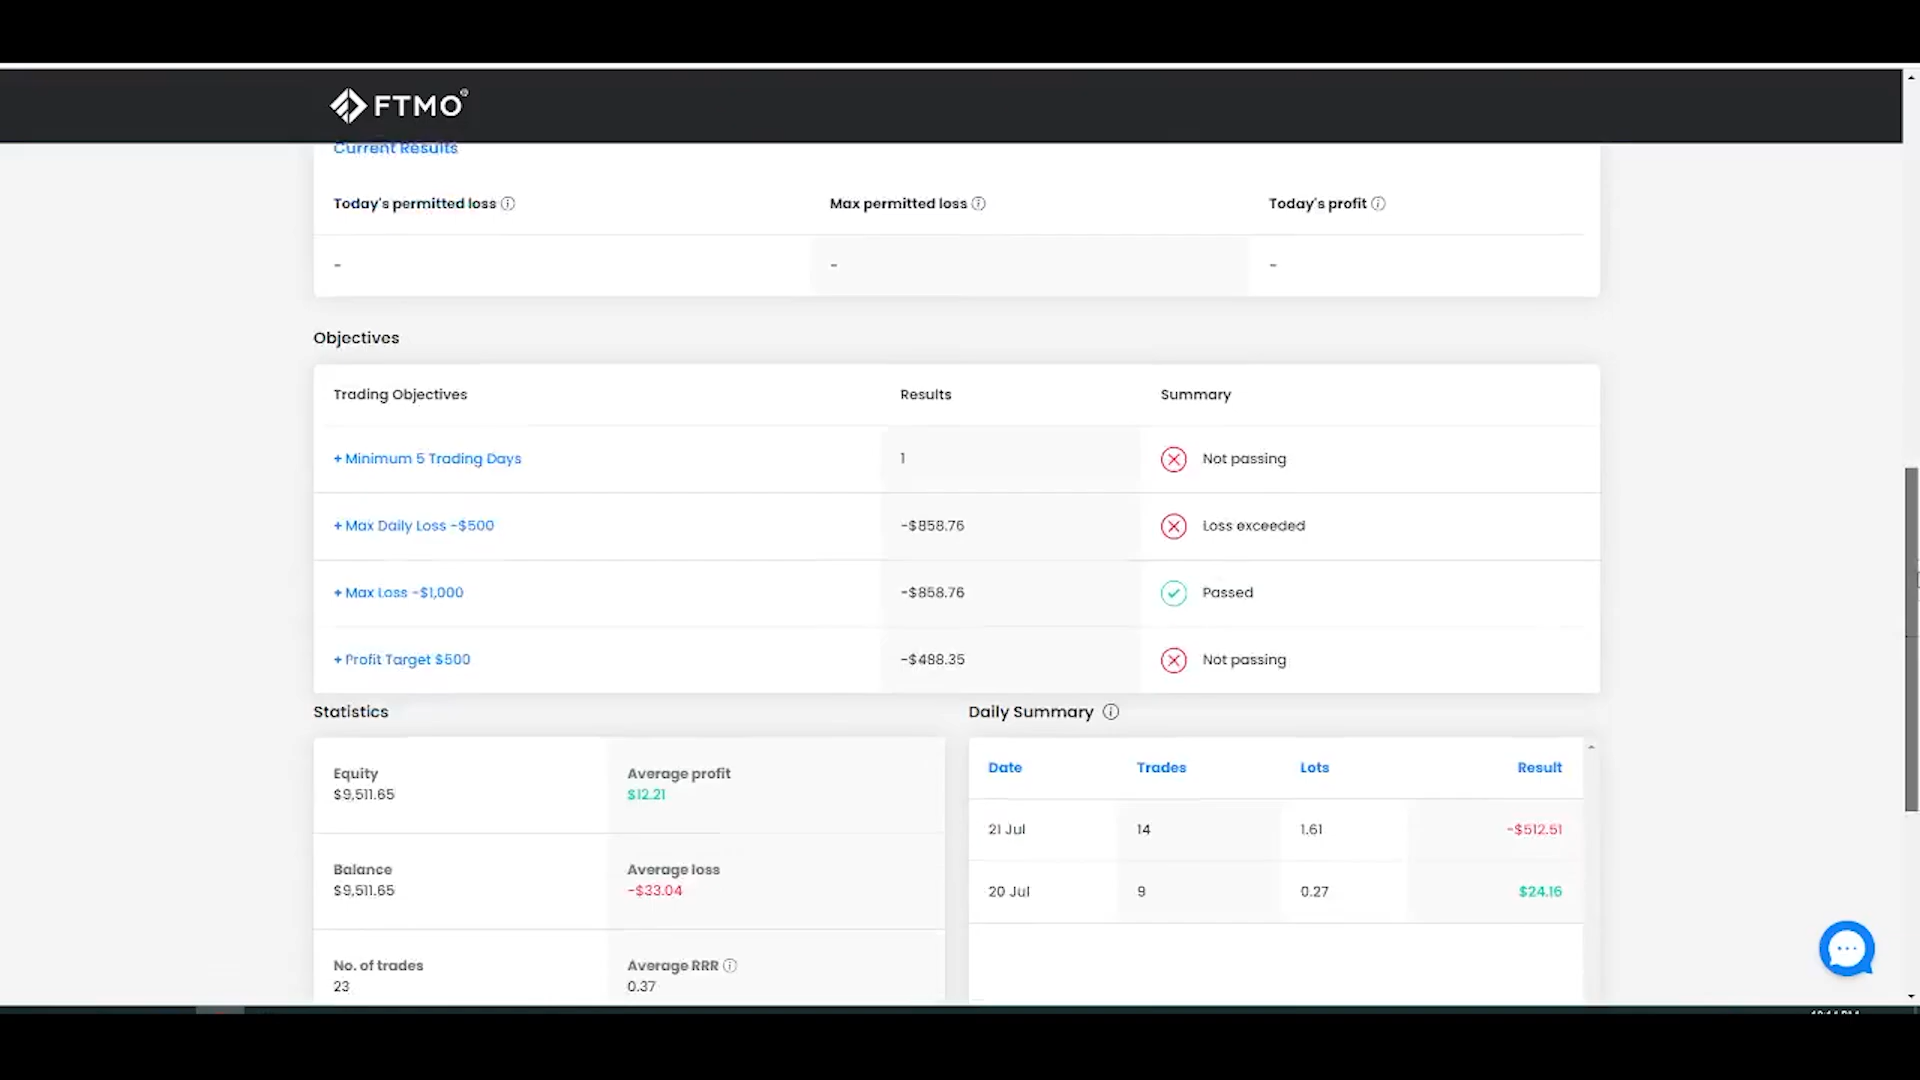 FTMO®
Current Results
Today's permitted loss Max permitted loss Today's profit
- - -
Objectives
Trading Objectives Results Summary
+ Minimum 5 Trading Days 1 Not passing
+ Max Daily Loss -$500 -$858.76 Loss exceeded
+ Max Loss -$1,000 -$858.76 Passed
+ Profit Target $500 -$488.35 Not passing
Statistics
Equity
$9,511.65
Average profit
$12.21
Balance
$9,511.65
Average loss
-$33.04
No. of trades
23
Average RRR
0.37
Daily Summary
Date Trades Lots Result
21 Jul 14 1.61 -$512.51
20 Jul 9 0.27 $24.16